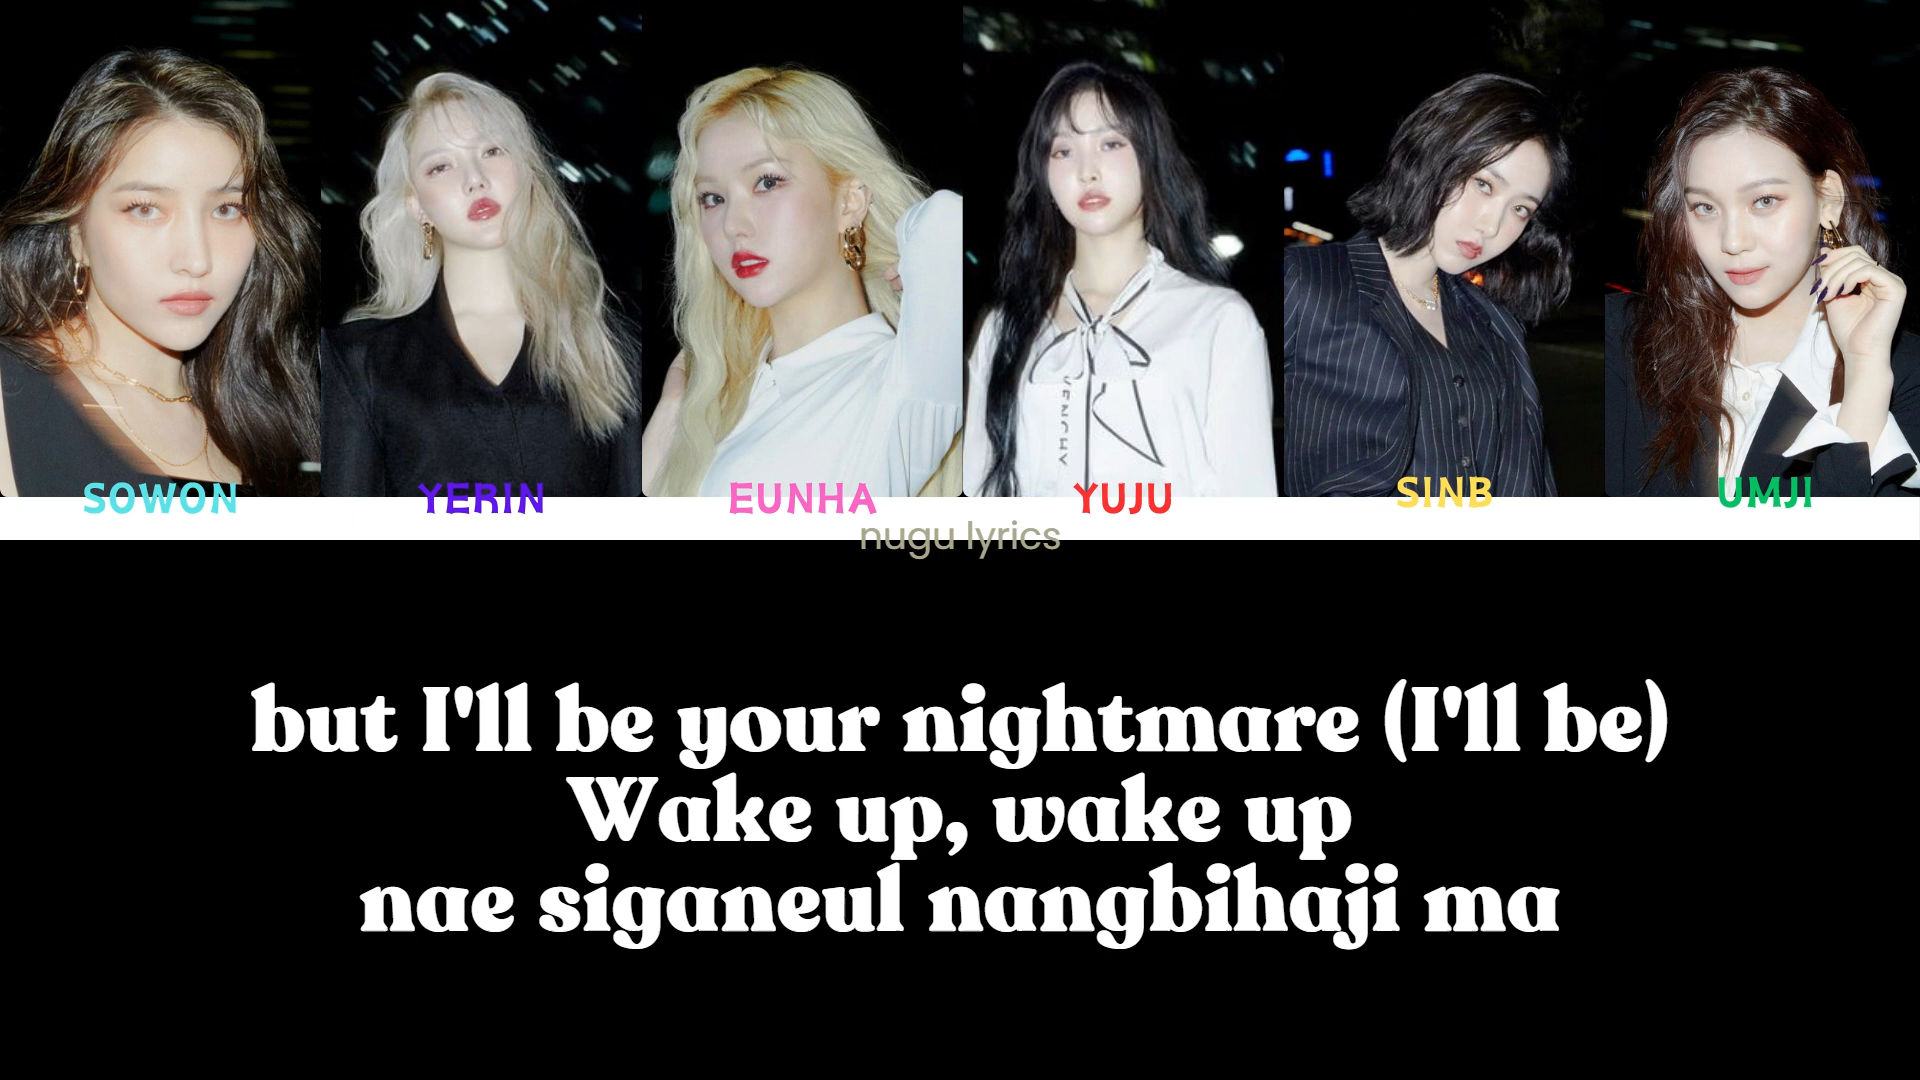 SOWON YERIN EUNHA YUJU SINB UMJI
nugu lyrics
but I'll be your nightmare (I'll be)
Wake up, wake up
nae siganeul nangbihaji ma